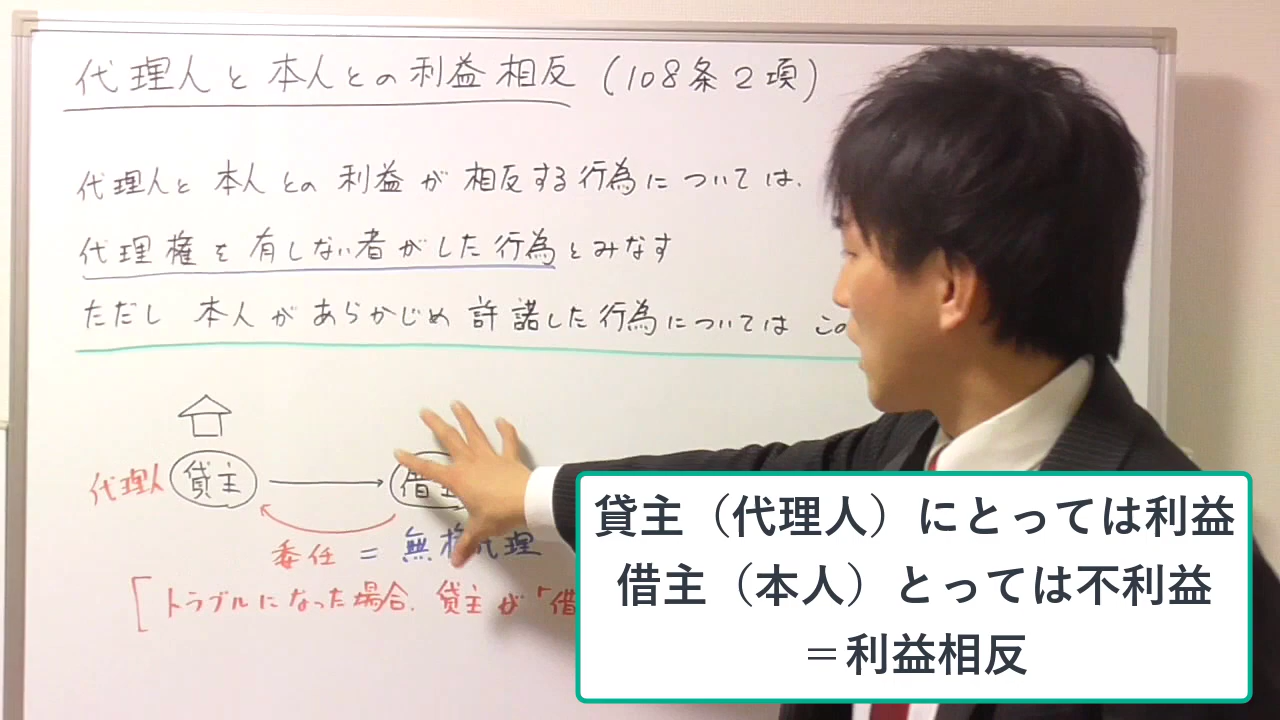 代理人と本人との利益相反(108条2項)
代理人と本人との利益が相反する行為については、
代理権を有しない者がした行為とみなす
ただし本人があらかじめ許諾した行為については この
代理人 貸主 借主
委任 = 無権代理
[トラブルになった場合、貸主が「借
貸主（代理人）にとっては利益
借主（本人）とっては不利益
＝利益相反